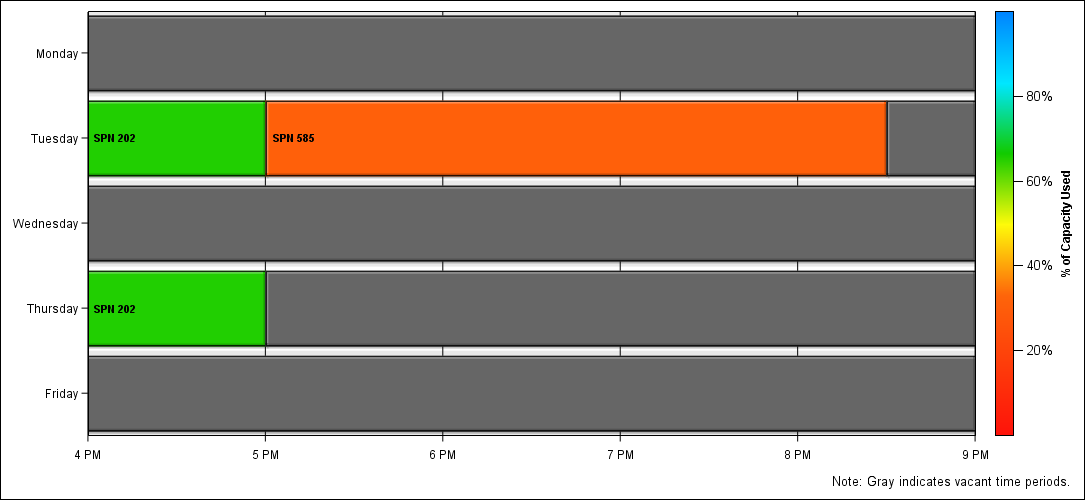 Monday
Tuesday
SPN 202
SPN 585
Wednesday
Thursday
SPN 202
Friday
4 PM
5 PM
6 PM
7 PM
8 PM
9 PM
80%
60%
40%
20%
% of Capacity Used
Note: Gray indicates vacant time periods.